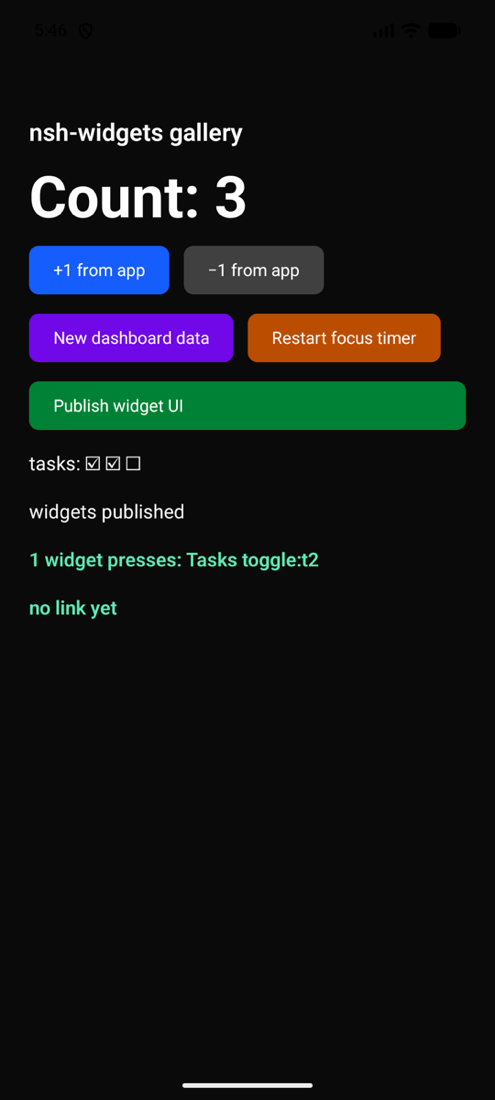 5:46
nsh-widgets gallery
Count: 3
+1 from app
−1 from app
New dashboard data
Restart focus timer
Publish widget UI
tasks: ☑ ☑ ☐
widgets published
1 widget presses: Tasks toggle:t2
no link yet